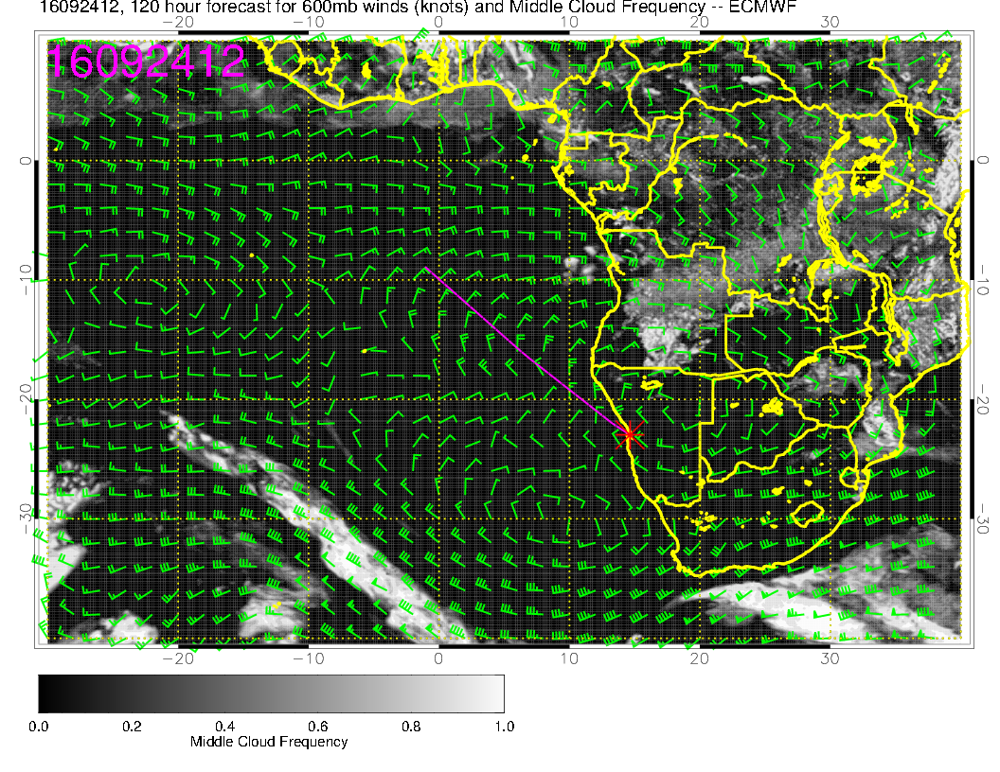 16092412, 120 hour forecast for 600mb winds (knots) and Middle Cloud Frequency -- ECMWF
−20 −10 0 10 20 30
16092412
0 0
−10 −10
−20 −20
−30 −30
−20 −10 0 10 20 30
0.0 0.2 0.4 0.6 0.8 1.0
Middle Cloud Frequency